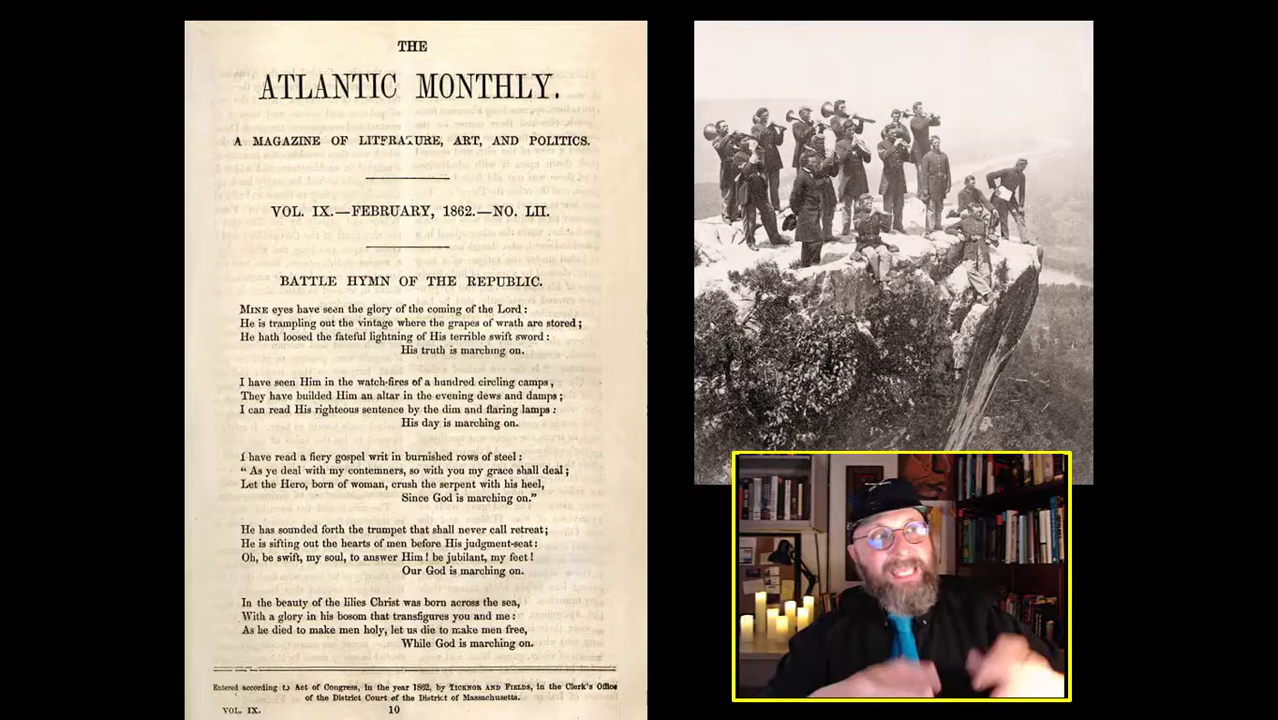 THE
ATLANTIC MONTHLY.
A MAGAZINE OF LITERATURE, ART, AND POLITICS.
VOL. IX.—FEBRUARY, 1862.—NO. LII.
BATTLE HYMN OF THE REPUBLIC.
MINE eyes have seen the glory of the coming of the Lord:
He is trampling out the vintage where the grapes of wrath are stored;
He hath loosed the fateful lightning of His terrible swift sword:
His truth is marching on.
I have seen Him in the watch-fires of a hundred circling camps,
They have builded Him an altar in the evening dews and damps;
I can read His righteous sentence by the dim and flaring lamps:
His day is marching on.
I have read a fiery gospel writ in burnished rows of steel:
"As ye deal with my contemners, so with you my grace shall deal;
Let the Hero, born of woman, crush the serpent with his heel,
Since God is marching on."
He has sounded forth the trumpet that shall never call retreat;
He is sifting out the hearts of men before His judgment-seat:
Oh, be swift, my soul, to answer Him! be jubilant, my feet!
Our God is marching on.
In the beauty of the lilies Christ was born across the sea,
With a glory in his bosom that transfigures you and me:
As he died to make men holy, let us die to make men free,
While God is marching on.
Entered according to Act of Congress, in the year 1862, by TICKNOR AND FIELDS, in the Clerk's Office
of the District Court of the District of Massachusetts.
VOL. IX. 10